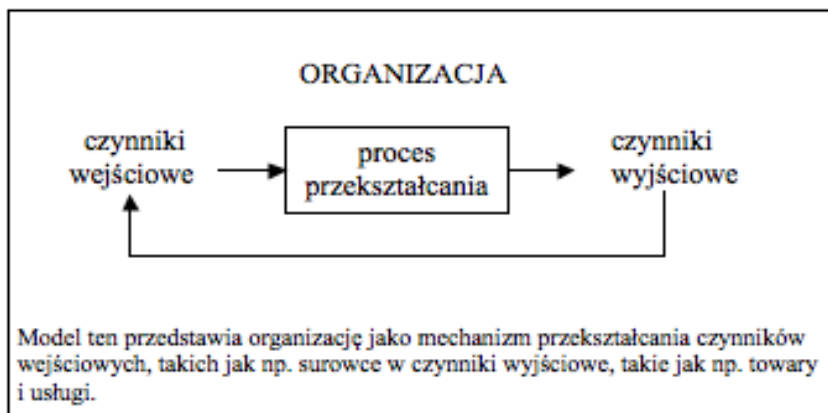 ORGANIZACJA
czynniki
wejściowe
proces
przekształcania
czynniki
wyjściowe
Model ten przedstawia organizację jako mechanizm przekształcania czynników
wejściowych, takich jak np. surowce w czynniki wyjściowe, takie jak np. towary
i usługi.